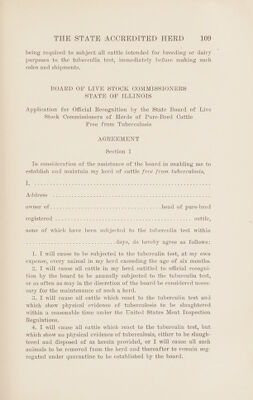 THE STATE ACCREDITED HERD 109
being required to subject all cattle intended for breeding or dairy
purposes to the tuberculin test, immediately before making such
sales and shipments.
BOARD OF LIVE STOCK COMMISSIONERS
STATE OF ILLINOIS
Application for Official Recognition by the State Board of Live
Stock Commissioners of Herds of Pure-Bred Cattle
Free from Tuberculosis
AGREEMENT
Section 1
In consideration of the assistance of the board in enabling me to
establish and maintain my herd of cattle free from tuberculosis,
I, ........................................
Address ........................................
owner of ........................................ head of pure-bred
registered ........................................ cattle,
none of which have been subjected to the tuberculin test within
........................................ days, do hereby agree as follows:
1. I will cause to be subjected to the tuberculin test, at my own
expense, every animal in my herd exceeding the age of six months.
2. I will cause all cattle in my herd entitled to official recogni-
tion by the board to be annually subjected to the tuberculin test,
or as often as may in the discretion of the board be considered neces-
sary for the maintenance of such a herd.
3. I will cause all cattle which react to the tuberculin test and
which show physical evidence of tuberculosis to be slaughtered
within a reasonable time under the United States Meat Inspection
Regulations.
4. I will cause all cattle which react to the tuberculin test, but
which show no physical evidence of tuberculosis, either to be slaugh-
tered and disposed of as herein provided, or I will cause all such
animals to be removed from the herd and thereafter to remain seg-
regated under quarantine to be established by the board.